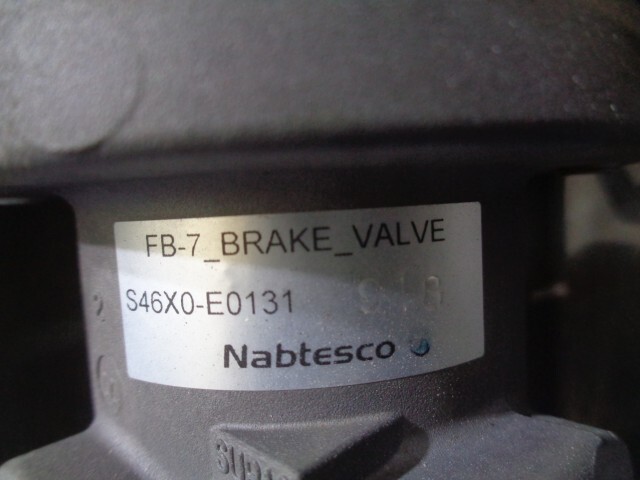 FB-7_BRAKE_VALVE
S46X0-E0131
Nabtesco